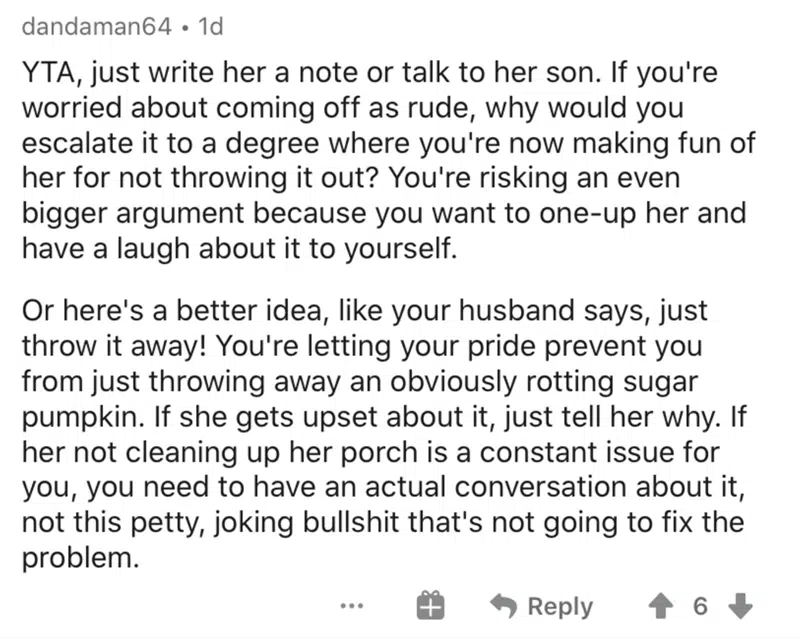 dandaman64 • 1d
YTA, just write her a note or talk to her son. If you're
worried about coming off as rude, why would you
escalate it to a degree where you're now making fun of
her for not throwing it out? You're risking an even
bigger argument because you want to one-up her and
have a laugh about it to yourself.
Or here's a better idea, like your husband says, just
throw it away! You're letting your pride prevent you
from just throwing away an obviously rotting sugar
pumpkin. If she gets upset about it, just tell her why. If
her not cleaning up her porch is a constant issue for
you, you need to have an actual conversation about it,
not this petty, joking bullshit that's not going to fix the
problem.
Reply 6